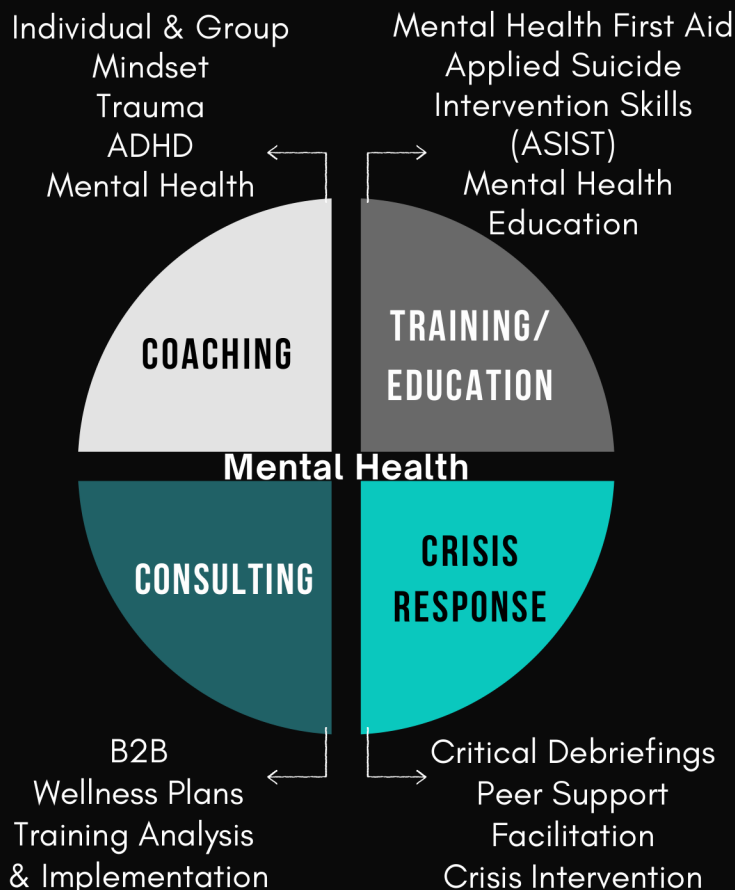 Individual & Group
Mindset
Trauma
ADHD
Mental Health
Mental Health First Aid
Applied Suicide
Intervention Skills
(ASIST)
Mental Health
Education
COACHING
TRAINING/
EDUCATION
Mental Health
CONSULTING
CRISIS
RESPONSE
B2B
Wellness Plans
Training Analysis
& Implementation
Critical Debriefings
Peer Support
Facilitation
Crisis Intervention